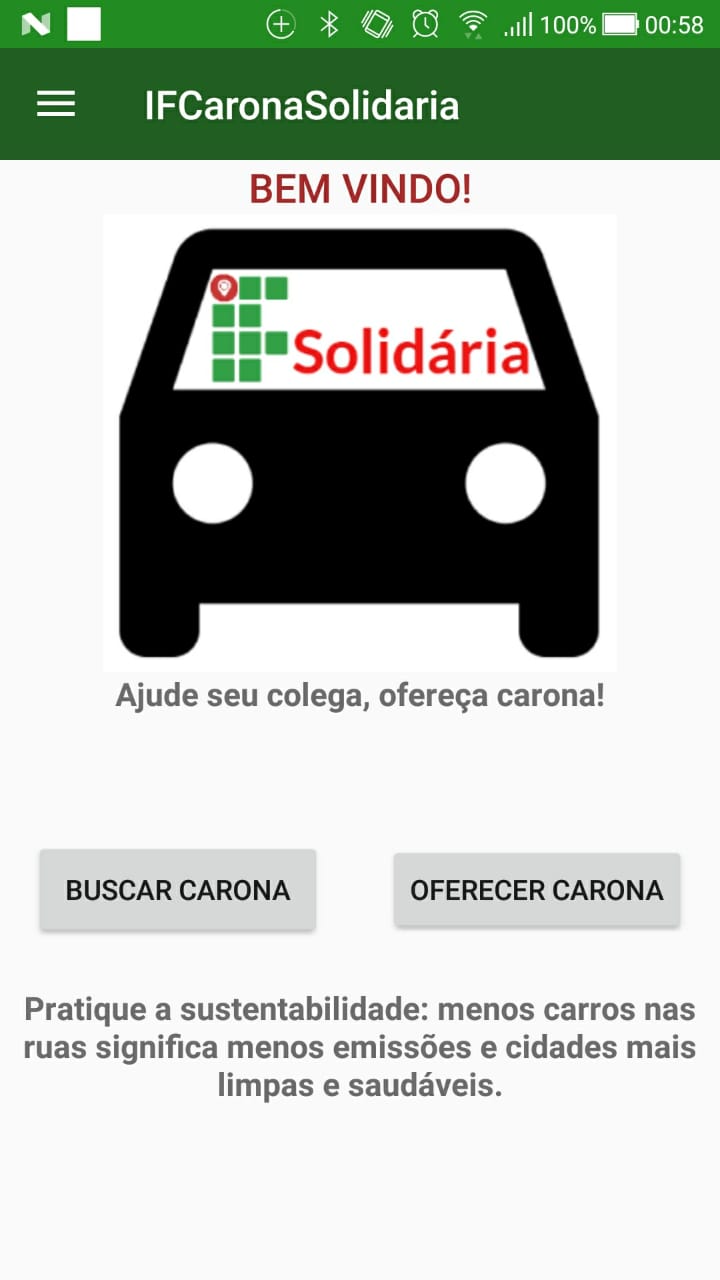 100% 00:58
IFCaronaSolidaria
BEM VINDO!
Solidária
Ajude seu colega, ofereça carona!
BUSCAR CARONA OFERECER CARONA
Pratique a sustentabilidade: menos carros nas
ruas significa menos emissões e cidades mais
limpas e saudáveis.